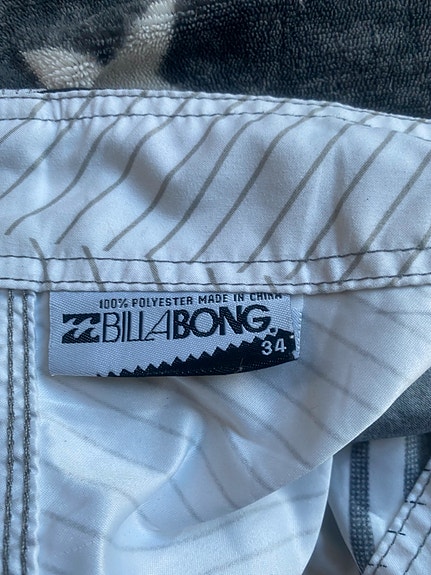 100% POLYESTER MADE IN CHINA
BILLABONG
34